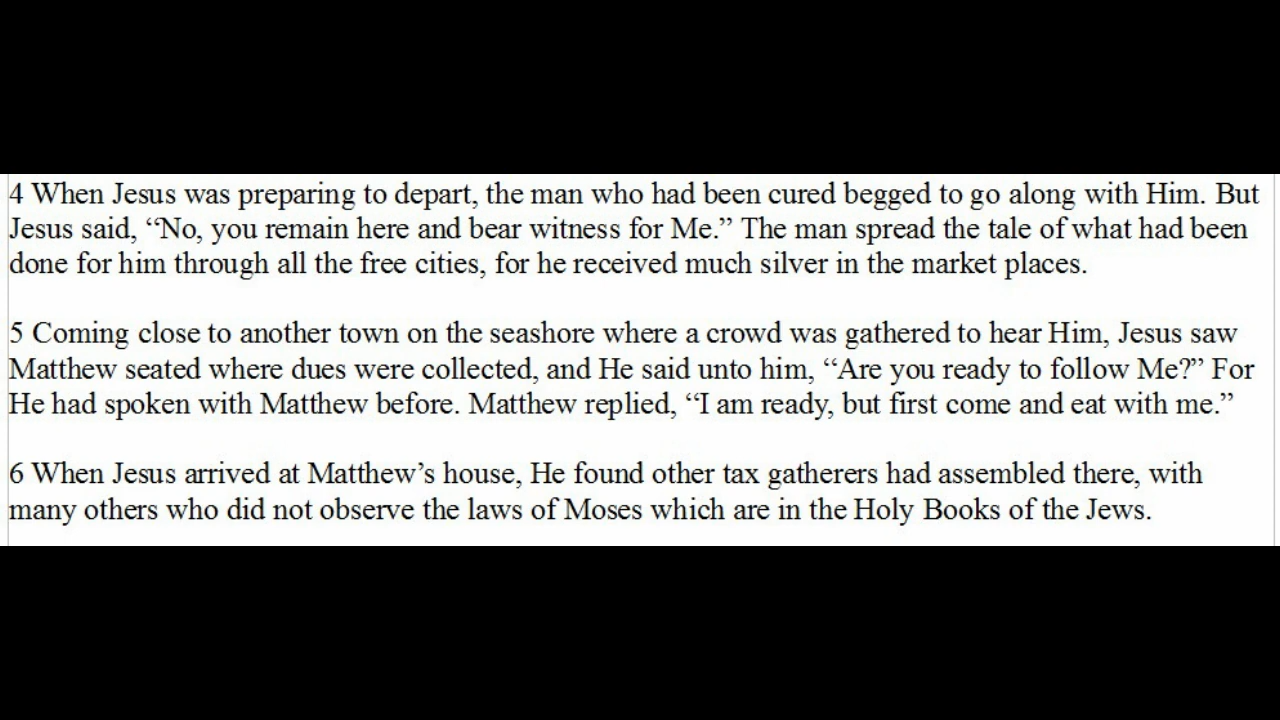 4 When Jesus was preparing to depart, the man who had been cured begged to go along with Him. But
Jesus said, “No, you remain here and bear witness for Me.” The man spread the tale of what had been
done for him through all the free cities, for he received much silver in the market places.
5 Coming close to another town on the seashore where a crowd was gathered to hear Him, Jesus saw
Matthew seated where dues were collected, and He said unto him, “Are you ready to follow Me?” For
He had spoken with Matthew before. Matthew replied, “I am ready, but first come and eat with me.”
6 When Jesus arrived at Matthew’s house, He found other tax gatherers had assembled there, with
many others who did not observe the laws of Moses which are in the Holy Books of the Jews.